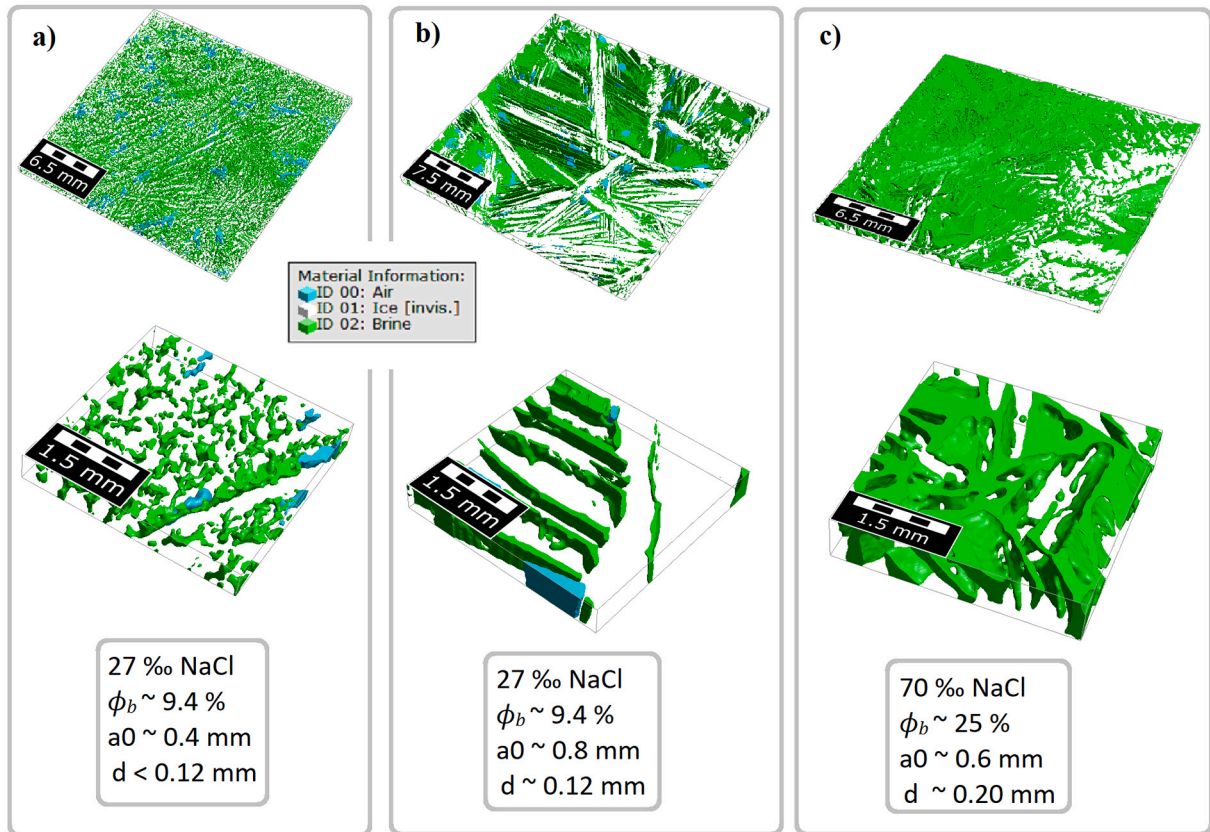 a)
6.5 mm
1.5 mm
27 ‰ NaCl
ϕb ~ 9.4 %
a0 ~ 0.4 mm
d < 0.12 mm
b)
7.5 mm
Material Information:
ID 00: Air
ID 01: Ice [invis.]
ID 02: Brine
1.5 mm
27 ‰ NaCl
ϕb ~ 9.4 %
a0 ~ 0.8 mm
d ~ 0.12 mm
c)
6.5 mm
1.5 mm
70 ‰ NaCl
ϕb ~ 25 %
a0 ~ 0.6 mm
d ~ 0.20 mm